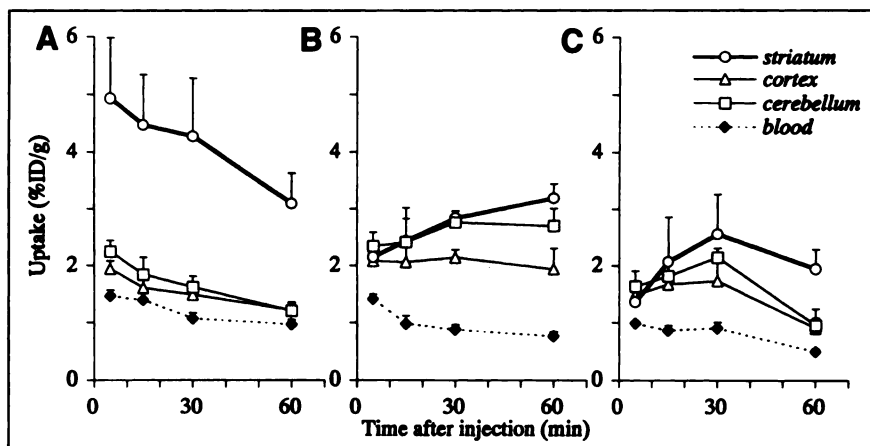 A
B
C
6
4
2
0
Uptake (%ID/g)
0
30
60
6
4
2
0
0
30
60
6
4
2
0
0
30
60
striatum
cortex
cerebellum
blood
Time after injection (min)